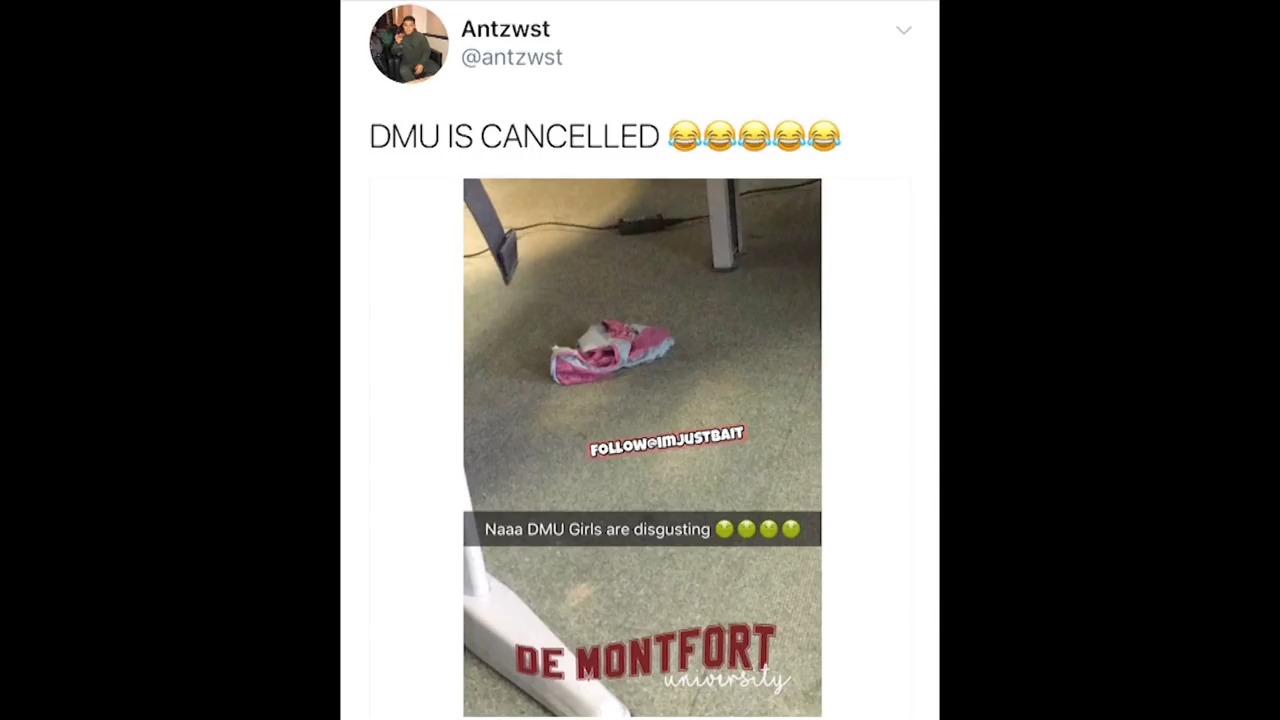 Antzwst
@antzwst
DMU IS CANCELLED 😂😂😂😂😂
FOLLOW@IMJUSTBAIT
Naaa DMU Girls are disgusting 🤢🤢🤢🤢
DE MONTFORT
university